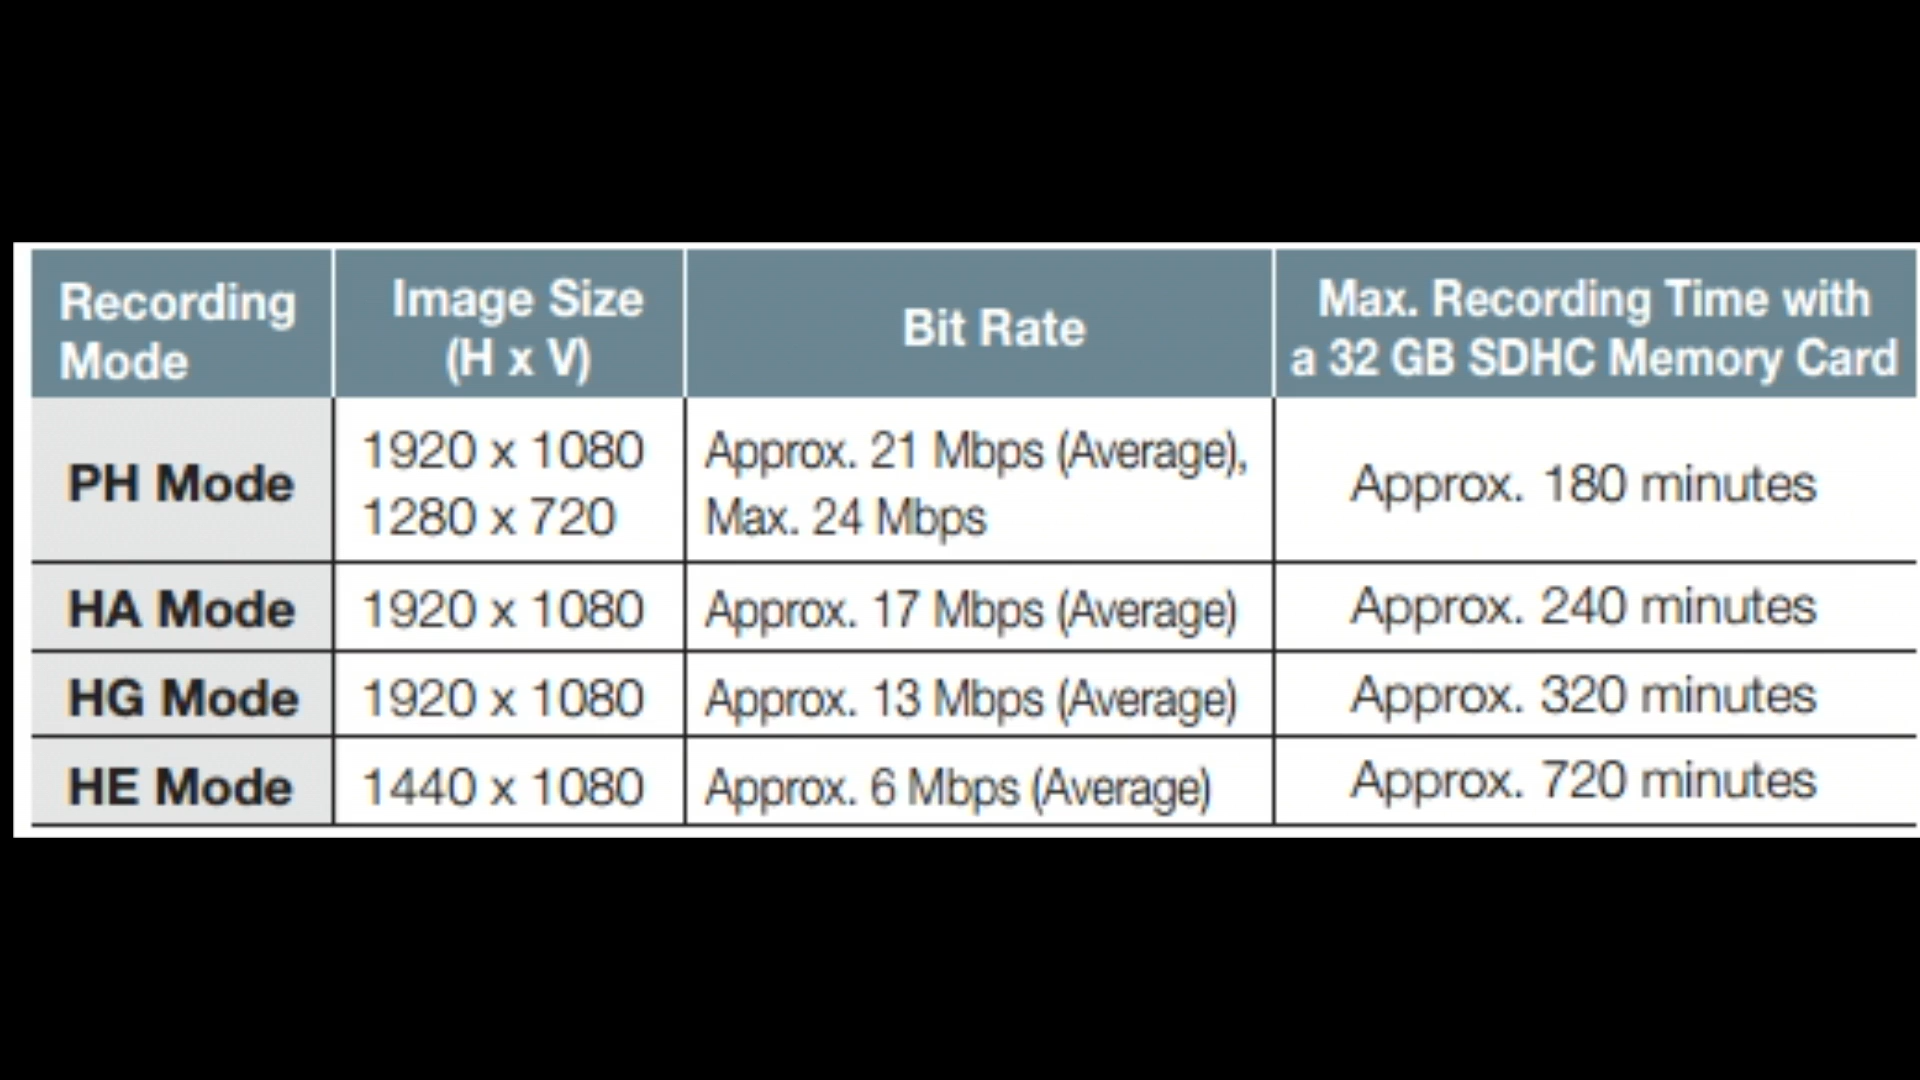 Recording Mode
Image Size (H x V)
Bit Rate
Max. Recording Time with a 32 GB SDHC Memory Card
PH Mode
1920 x 1080
1280 x 720
Approx. 21 Mbps (Average),
Max. 24 Mbps
Approx. 180 minutes
HA Mode
1920 x 1080
Approx. 17 Mbps (Average)
Approx. 240 minutes
HG Mode
1920 x 1080
Approx. 13 Mbps (Average)
Approx. 320 minutes
HE Mode
1440 x 1080
Approx. 6 Mbps (Average)
Approx. 720 minutes